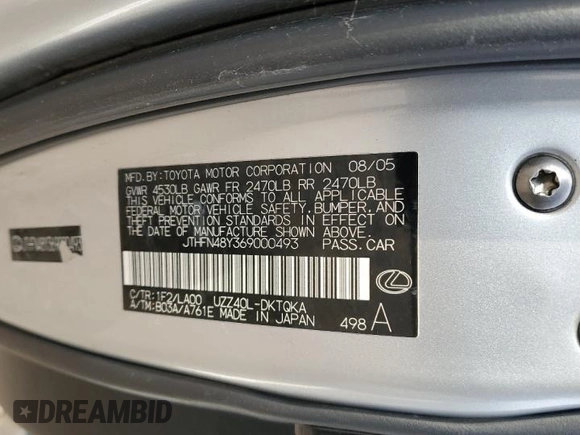 MFD.BY:TOYOTA MOTOR CORPORATION 08/05
GVWR 4530LB GAWR FR 2470LB RR 2470LB
THIS VEHICLE CONFORMS TO ALL APPLICABLE
FEDERAL MOTOR VEHICLE SAFETY, BUMPER, AND
THEFT PREVENTION STANDARDS IN EFFECT ON
THE DATE OF MANUFACTURE SHOWN ABOVE.
JTHFN48Y369000493 PASS.CAR
C/TR:1F2/LA00 UZZ40L-DKTQKA
A/TM:B03A/A761E MADE IN JAPAN 498 A
DREAMBID